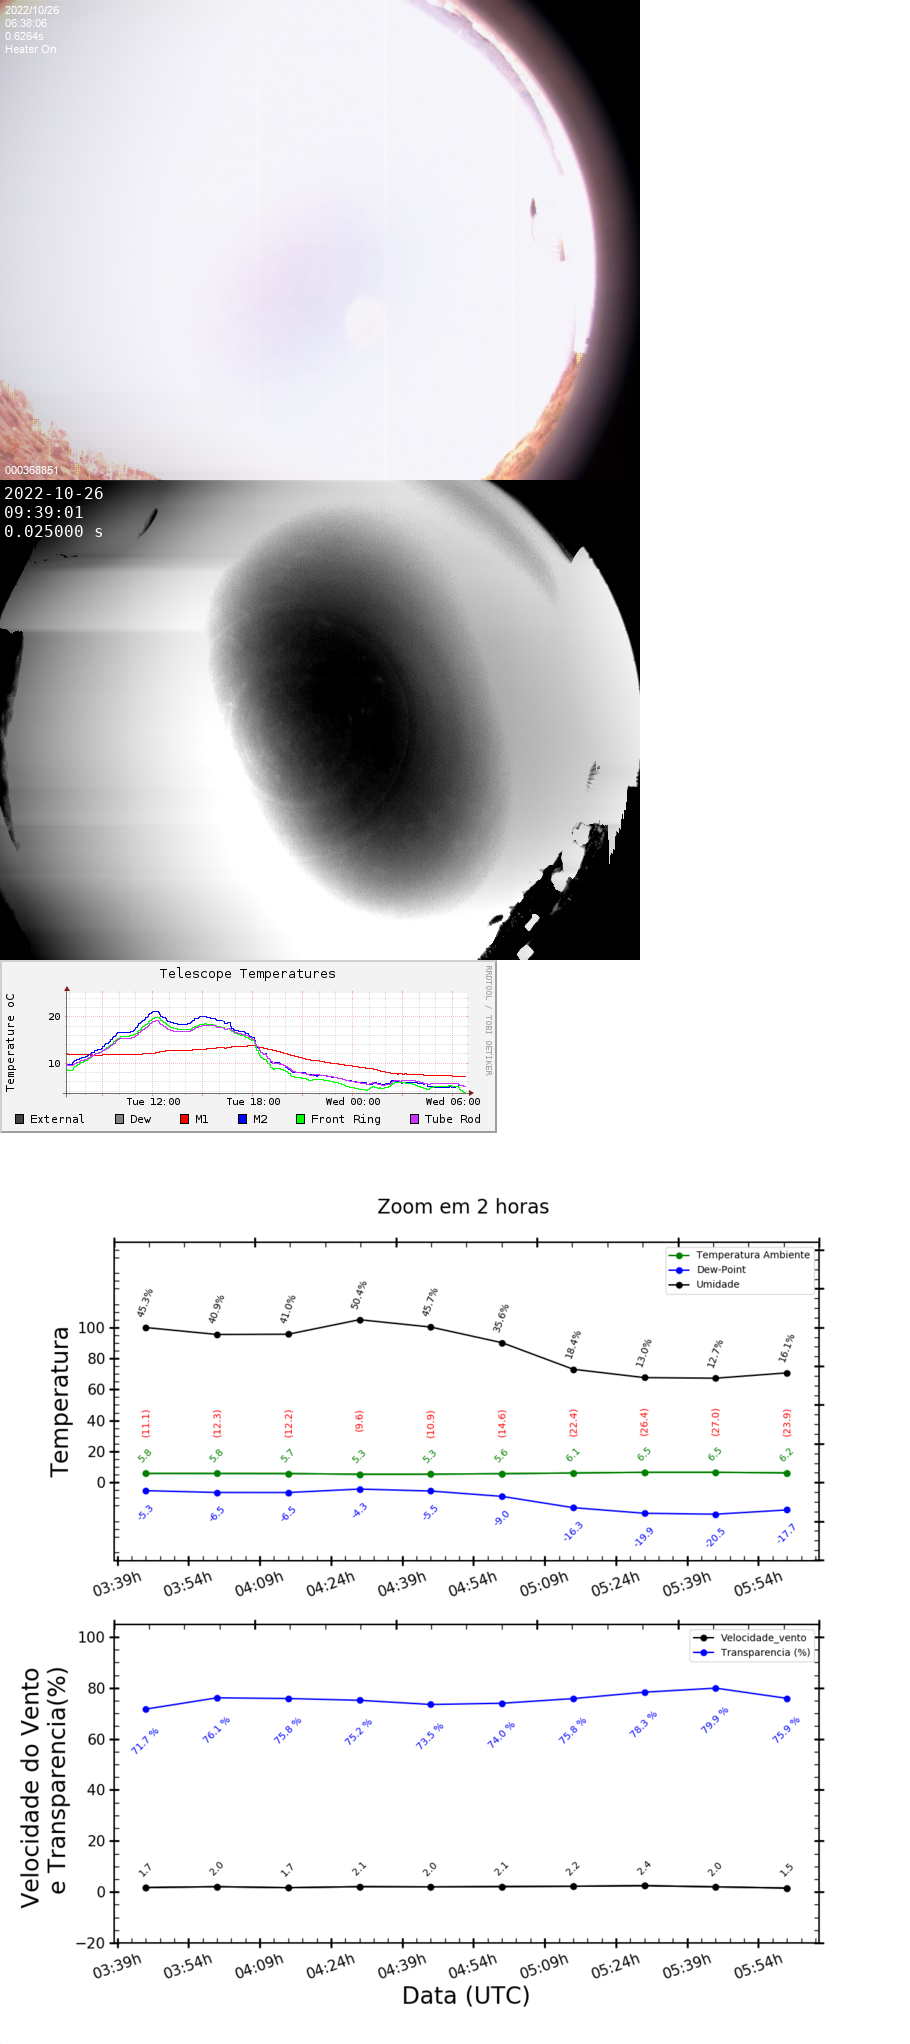 2022/10/26
06:38:06
0.6264s
Heater On
000368851
2022-10-26
09:39:01
0.025000 s
Telescope Temperatures
RRDTOOL / TOBI OETIKER
Temperature oC
20
10
Tue 12:00 Tue 18:00 Wed 00:00 Wed 06:00
External Dew M1 M2 Front Ring Tube Rod
Zoom em 2 horas
Temperatura Ambiente
Dew-Point
Umidade
Temperatura
100
80
60
40
20
0
45.3% 40.9% 41.0% 50.4% 45.7% 35.6% 18.4% 13.0% 12.7% 16.1%
(11.1) (12.3) (12.2) (9.6) (10.9) (14.6) (22.4) (26.4) (27.0) (23.9)
5.8 5.8 5.7 5.3 5.3 5.6 6.1 6.5 6.5 6.2
-5.3 -6.5 -6.5 -4.3 -5.5 -9.0 -16.3 -19.9 -20.5 -17.7
03:39h 03:54h 04:09h 04:24h 04:39h 04:54h 05:09h 05:24h 05:39h 05:54h
Velocidade_vento
Transparencia (%)
Velocidade do Vento
e Transparencia(%)
100
80
60
40
20
0
−20
71.7 % 76.1 % 75.8 % 75.2 % 73.5 % 74.0 % 75.8 % 78.3 % 79.9 % 75.9 %
1.7 2.0 1.7 2.1 2.0 2.1 2.2 2.4 2.0 1.5
03:39h 03:54h 04:09h 04:24h 04:39h 04:54h 05:09h 05:24h 05:39h 05:54h
Data (UTC)